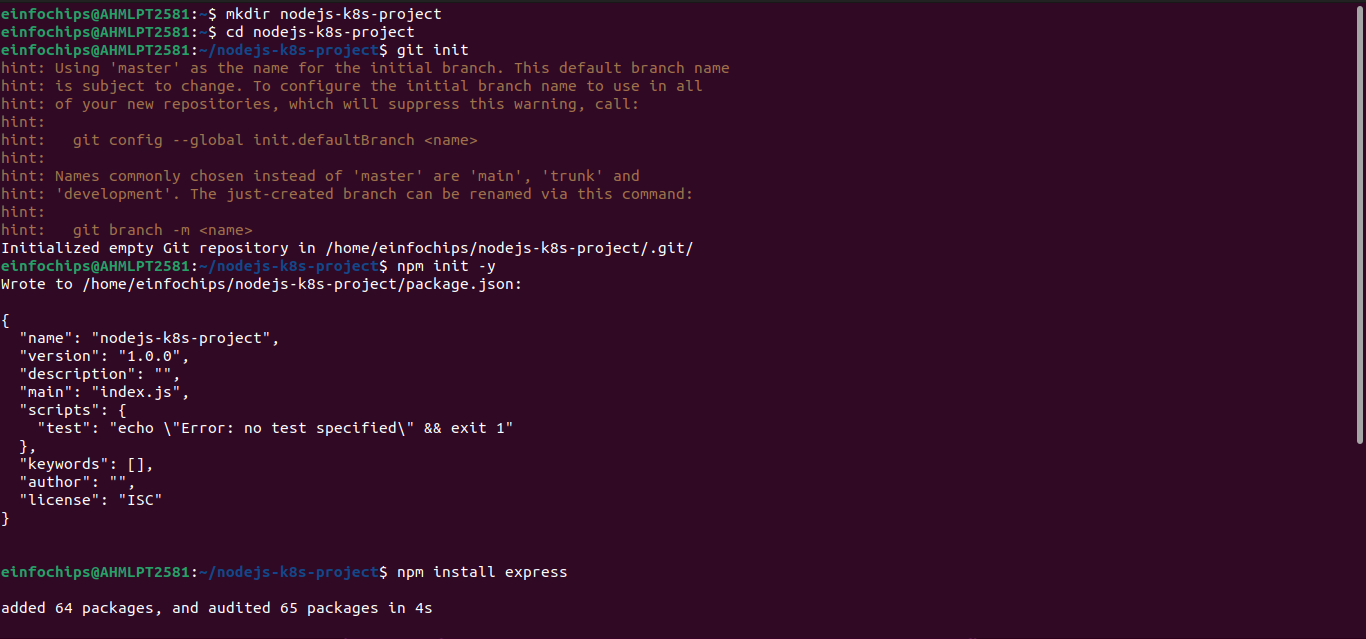 einfochips@AHMLPT2581:~$ mkdir nodejs-k8s-project
einfochips@AHMLPT2581:~$ cd nodejs-k8s-project
einfochips@AHMLPT2581:~/nodejs-k8s-project$ git init
hint: Using 'master' as the name for the initial branch. This default branch name
hint: is subject to change. To configure the initial branch name to use in all
hint: of your new repositories, which will suppress this warning, call:
hint:
hint:   git config --global init.defaultBranch <name>
hint:
hint: Names commonly chosen instead of 'master' are 'main', 'trunk' and
hint: 'development'. The just-created branch can be renamed via this command:
hint:
hint:   git branch -m <name>
Initialized empty Git repository in /home/einfochips/nodejs-k8s-project/.git/
einfochips@AHMLPT2581:~/nodejs-k8s-project$ npm init -y
Wrote to /home/einfochips/nodejs-k8s-project/package.json:

{
  "name": "nodejs-k8s-project",
  "version": "1.0.0",
  "description": "",
  "main": "index.js",
  "scripts": {
    "test": "echo \"Error: no test specified\" && exit 1"
  },
  "keywords": [],
  "author": "",
  "license": "ISC"
}


einfochips@AHMLPT2581:~/nodejs-k8s-project$ npm install express

added 64 packages, and audited 65 packages in 4s